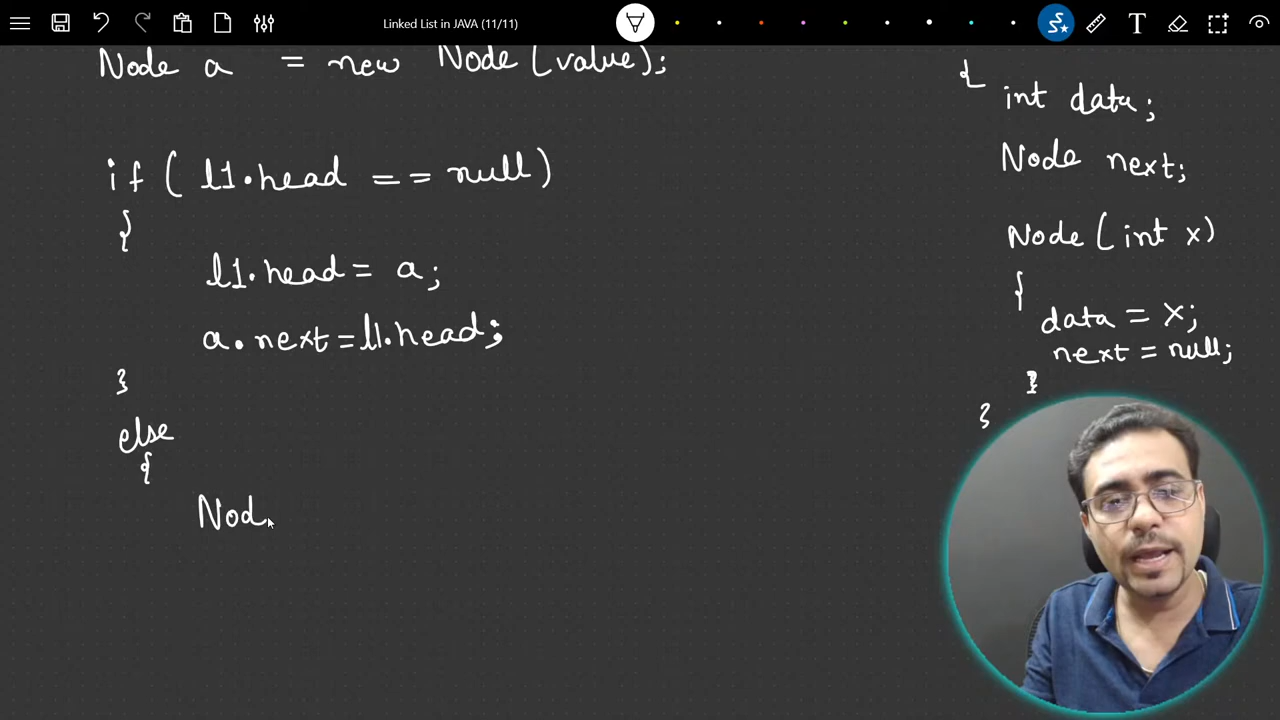 Linked List in JAVA (11/11)
Node a = new Node (value);
if ( l1.head == null)
{
l1.head = a;
a.next = l1.head;
}
else
{
Nod
{
int data;
Node next;
Node (int x)
{
data = x;
next = null;
}
}